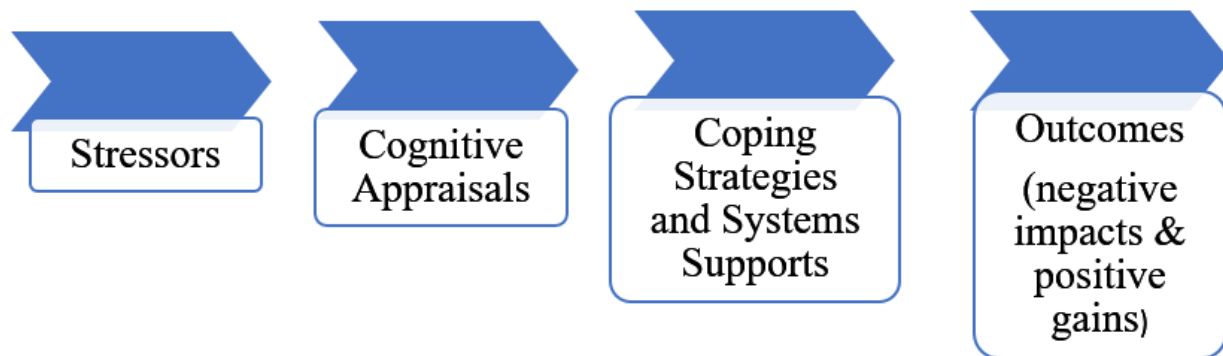 Stressors
Cognitive
Appraisals
Coping
Strategies
and Systems
Supports
Outcomes
(negative
impacts &
positive
gains)